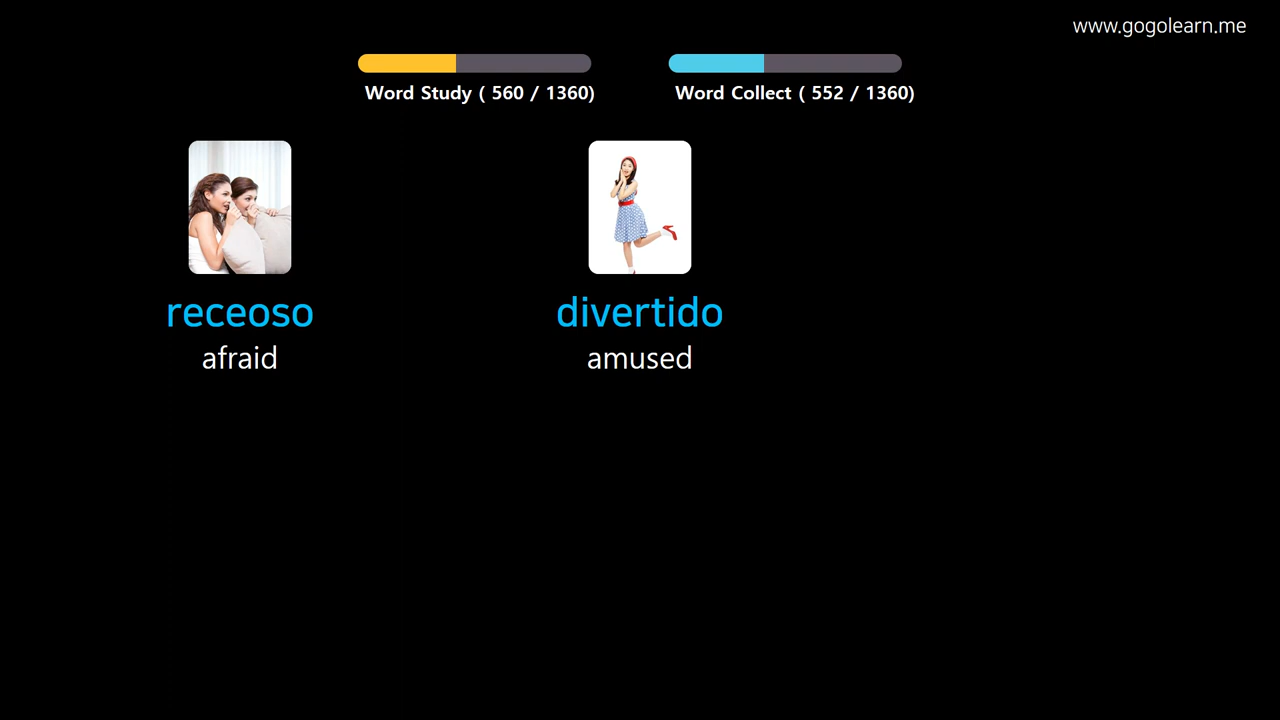 www.gogolearn.me
Word Study ( 560 / 1360)
Word Collect ( 552 / 1360)
receoso
afraid
divertido
amused